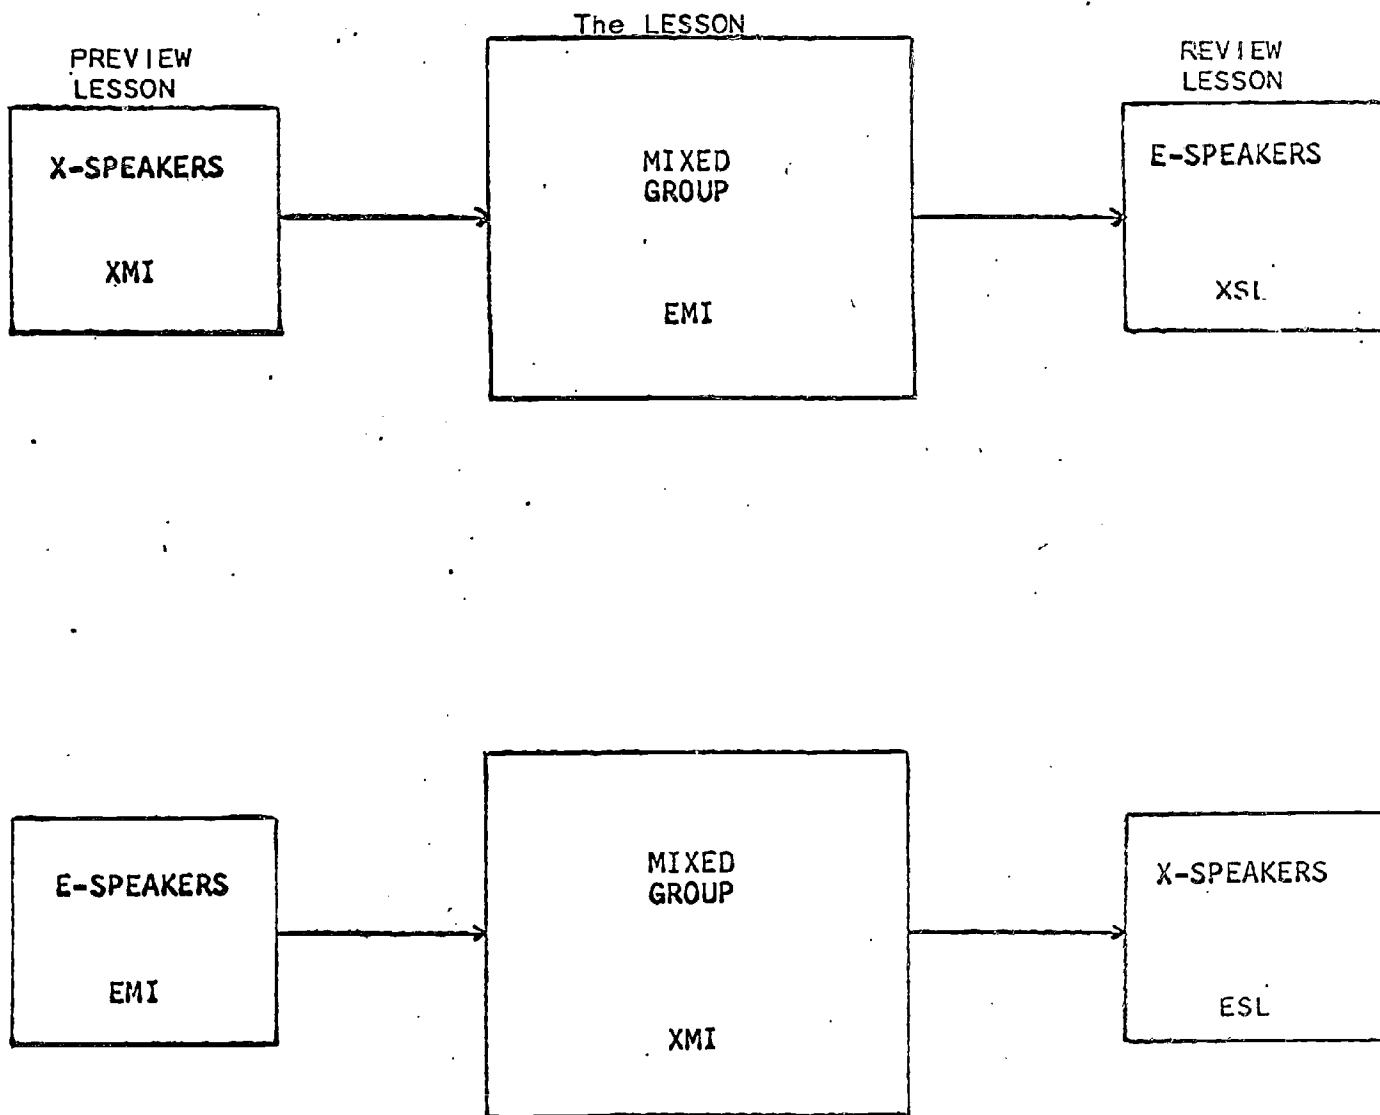 The LESSON
PREVIEW
LESSON
X-SPEAKERS
XMI
MIXED
GROUP
EMI
REVIEW
LESSON
E-SPEAKERS
XSL
E-SPEAKERS
EMI
MIXED
GROUP
XMI
X-SPEAKERS
ESL